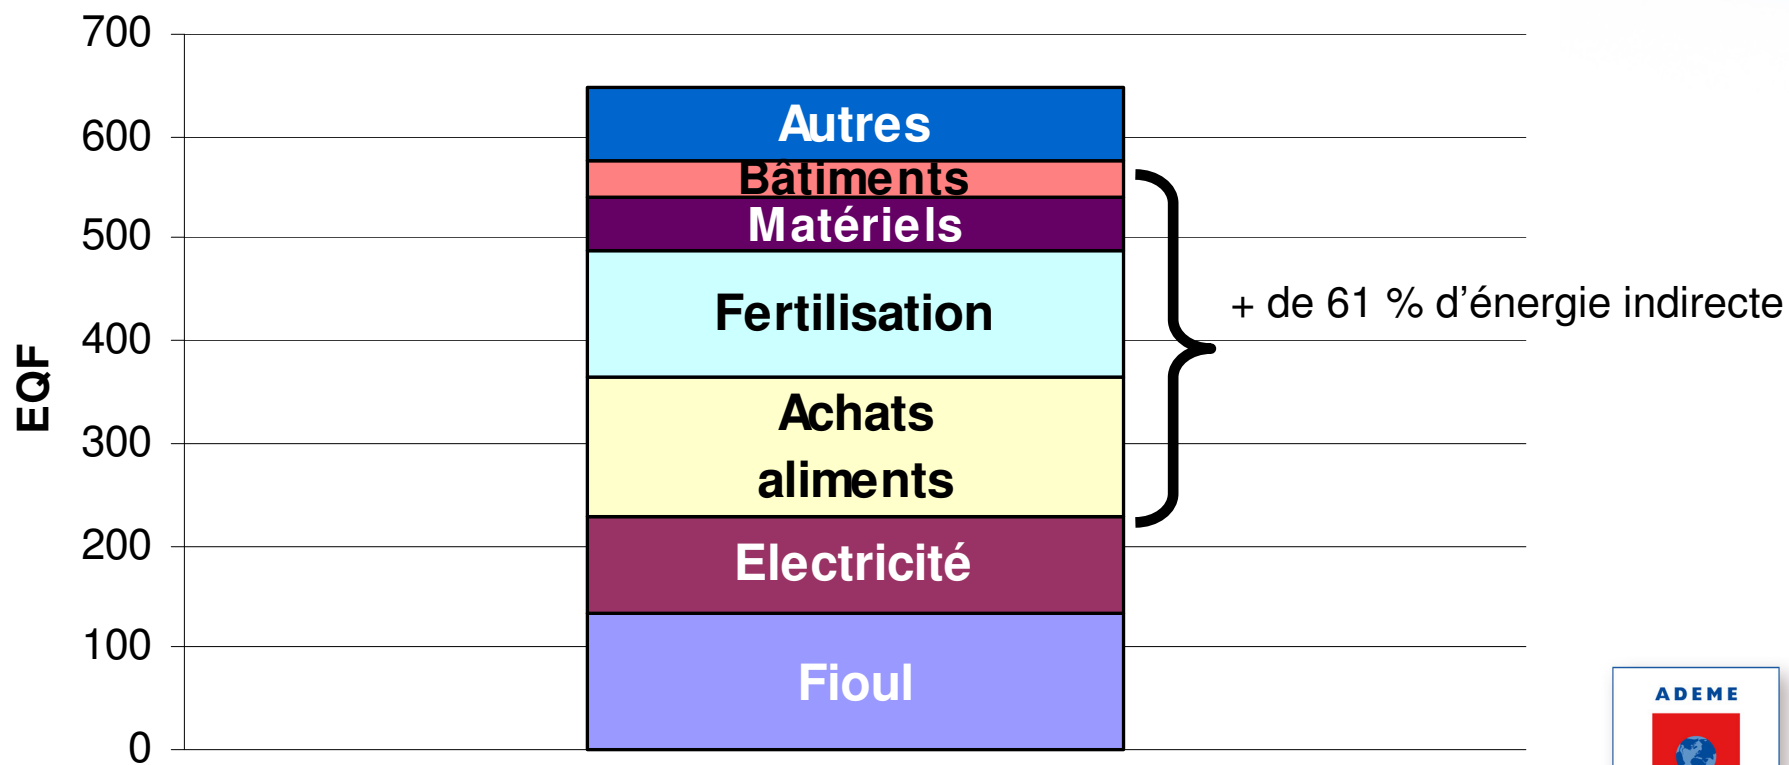 700
600
500
400
300
200
100
0
EQF
Autres
Bâtiments
Matériels
Fertilisation
Achats
aliments
Electricité
Fioul
+ de 61 % d'énergie indirecte
ADEME